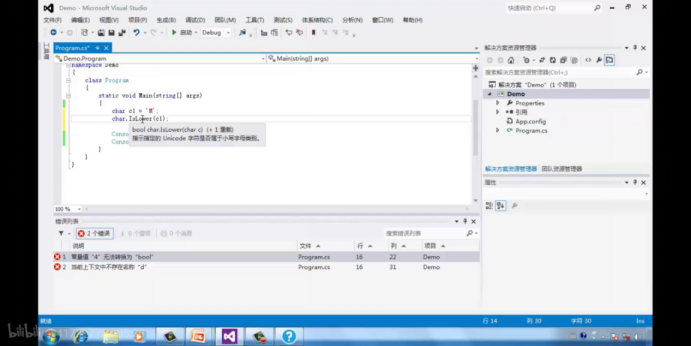 Demo - Microsoft Visual Studio
快速启动 (Ctrl+Q)
文件(F) 编辑(E) 视图(V) 项目(P) 生成(B) 调试(D) 团队(M) 工具(T) 测试(S) 体系结构(C) 分析(N) 窗口(W) 帮助(H)
启动 Debug
Program.cs*
Demo.Program
Main(string[] args)
namespace Demo
{
class Program
{
static void Main(string[] args)
{
char c1 = 'M';
char.IsLower(c1);
bool char.IsLower(char c) (+ 1 重载)
指示指定的 Unicode 字符是否属于小写字母类别。
Conso
Conso
}
}
}
100 %
错误列表
2 个错误
0 个警告
0 个消息
搜索错误列表
说明 文件 行 列 项目
1 常量值“4”无法转换为“bool” Program.cs 16 22 Demo
2 当前上下文中不存在名称“d” Program.cs 16 31 Demo
解决方案资源管理器
搜索解决方案资源管理器(Ctrl+;)
解决方案"Demo" (1 个项目)
Demo
Properties
引用
App.config
Program.cs
解决方案资源管理器 团队资源管理器
属性
就绪
行 14 列 30 字符 30 Ins
bilibili